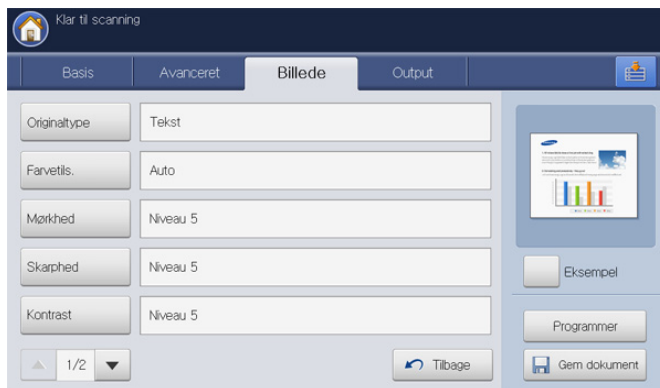 Klar til scanning
Basis
Avanceret
Billede
Output
Originaltype
Tekst
Farvetils.
Auto
Mørkhed
Niveau 5
Skarphed
Niveau 5
Kontrast
Niveau 5
1/2
Tilbage
Eksempel
Programmer
Gem dokument